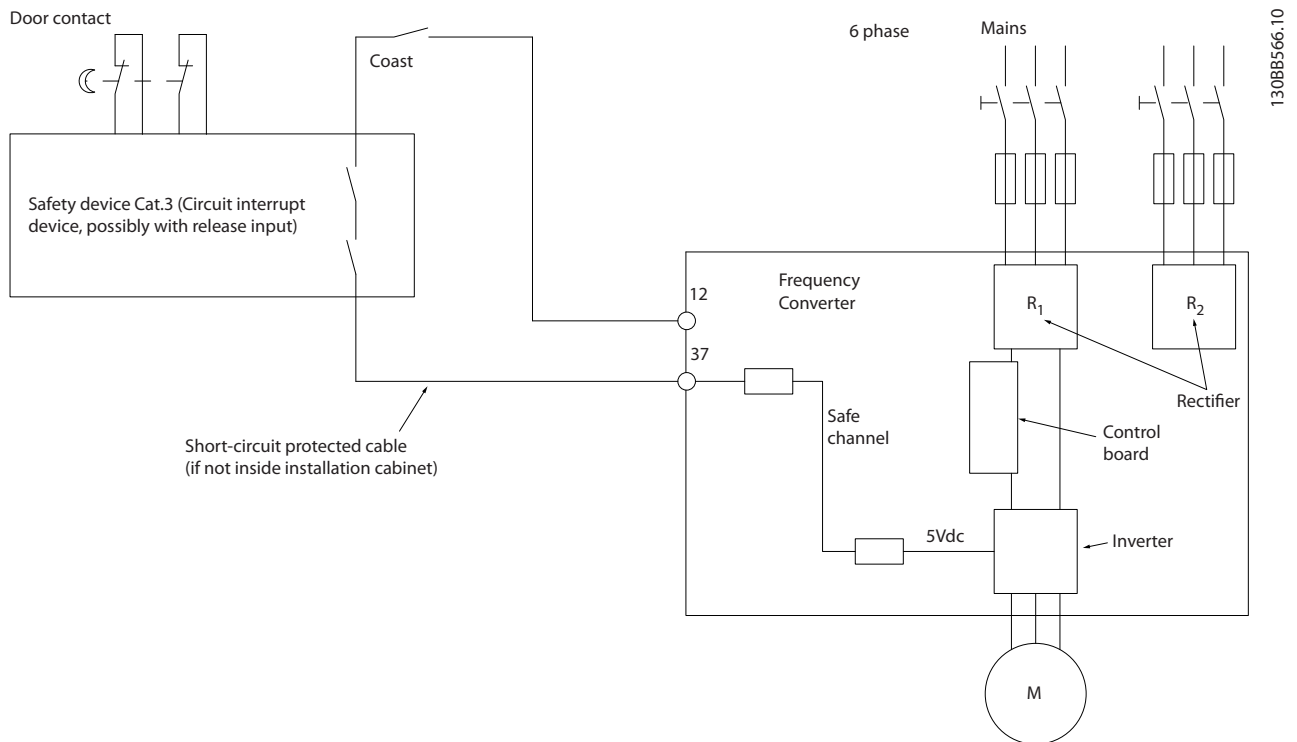 Door contact
Coast
6 phase
Mains
130BB566.10
Safety device Cat.3 (Circuit interrupt
device, possibly with release input)
12
Frequency
Converter
R1
R2
37
Rectifier
Safe
channel
Control
board
Short-circuit protected cable
(if not inside installation cabinet)
5Vdc
Inverter
M